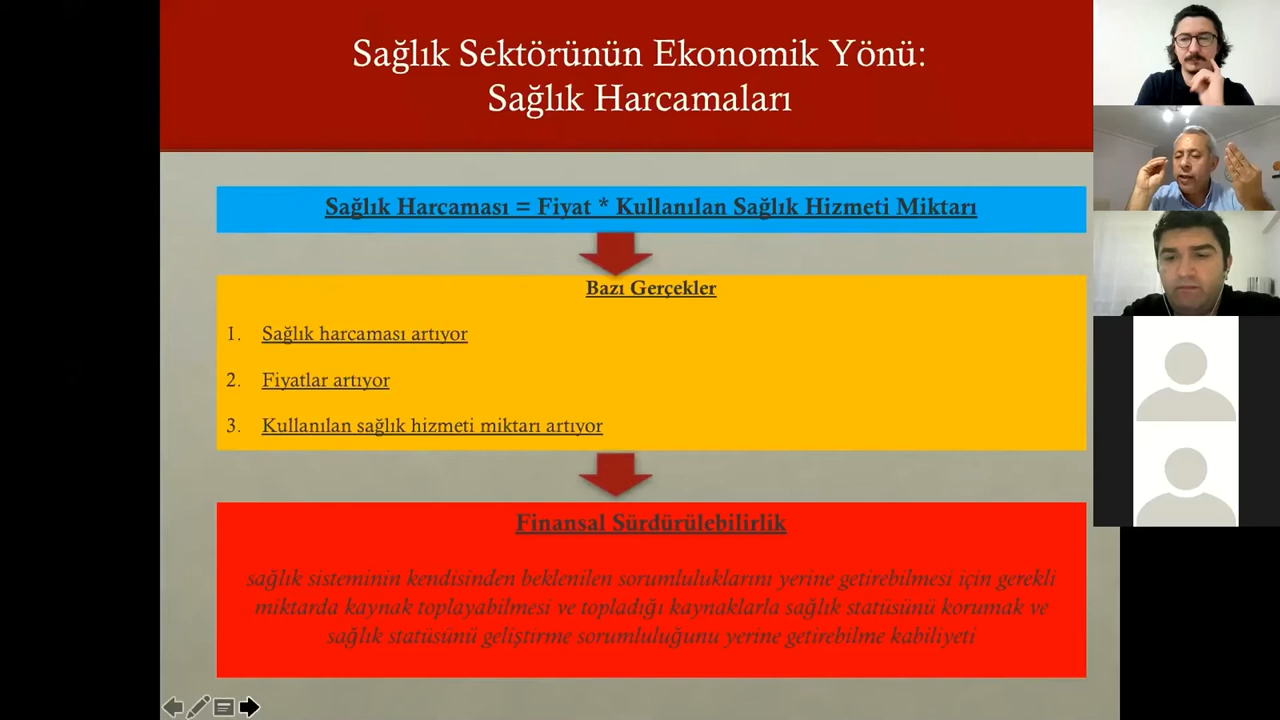 Sağlık Sektörünün Ekonomik Yönü:
Sağlık Harcamaları
Sağlık Harcaması = Fiyat * Kullanılan Sağlık Hizmeti Miktarı
Bazı Gerçekler
1. Sağlık harcaması artıyor
2. Fiyatlar artıyor
3. Kullanılan sağlık hizmeti miktarı artıyor
Finansal Sürdürülebilirlik
sağlık sisteminin kendisinden beklenilen sorumluluklarını yerine getirebilmesi için gerekli
miktarda kaynak toplayabilmesi ve topladığı kaynaklarla sağlık statüsünü korumak ve
sağlık statüsünü geliştirme sorumluluğunu yerine getirebilme kabiliyeti